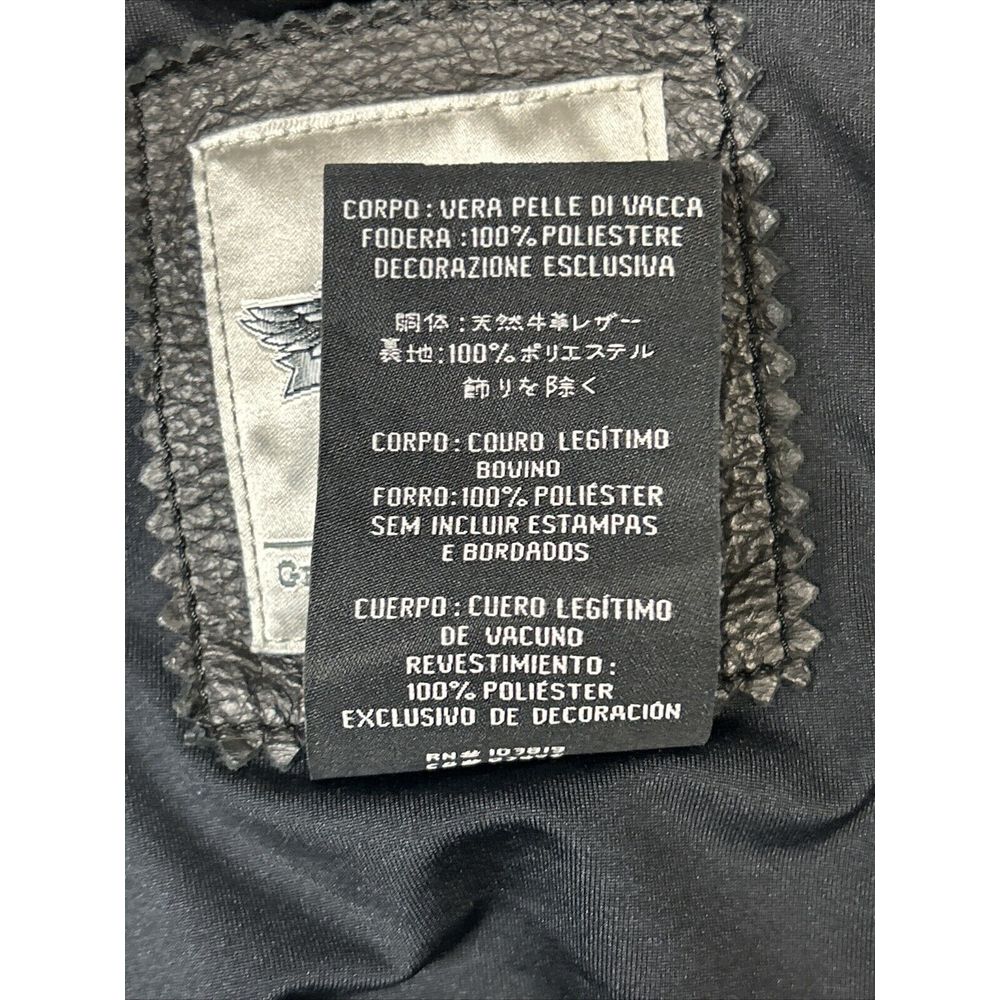 CORPO : VERA PELLE DI VACCA
FODERA :100% POLIESTERE
DECORAZIONE ESCLUSIVA
胴体 : 天然牛革レザー
裏地:100% ポリエステル
飾りを除く
CORPO : COURO LEGÍTIMO
BOVINO
FORRO:100% POLIÉSTER
SEM INCLUIR ESTAMPAS
E BORDADOS
CUERPO : CUERO LEGÍTIMO
DE VACUNO
REVESTIMIENTO :
100% POLIÉSTER
EXCLUSIVO DE DECORACIÓN
RN#